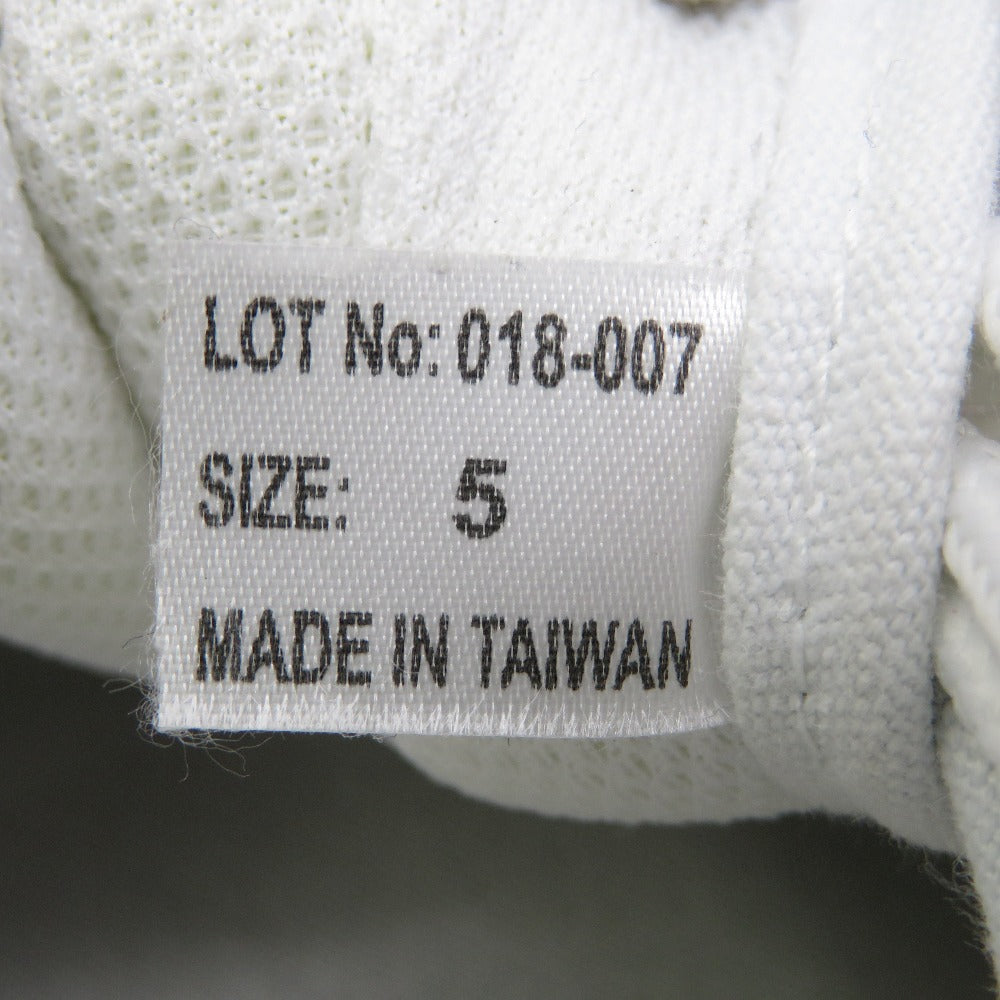 LOT No: 018-007
SIZE: 5
MADE IN TAIWAN